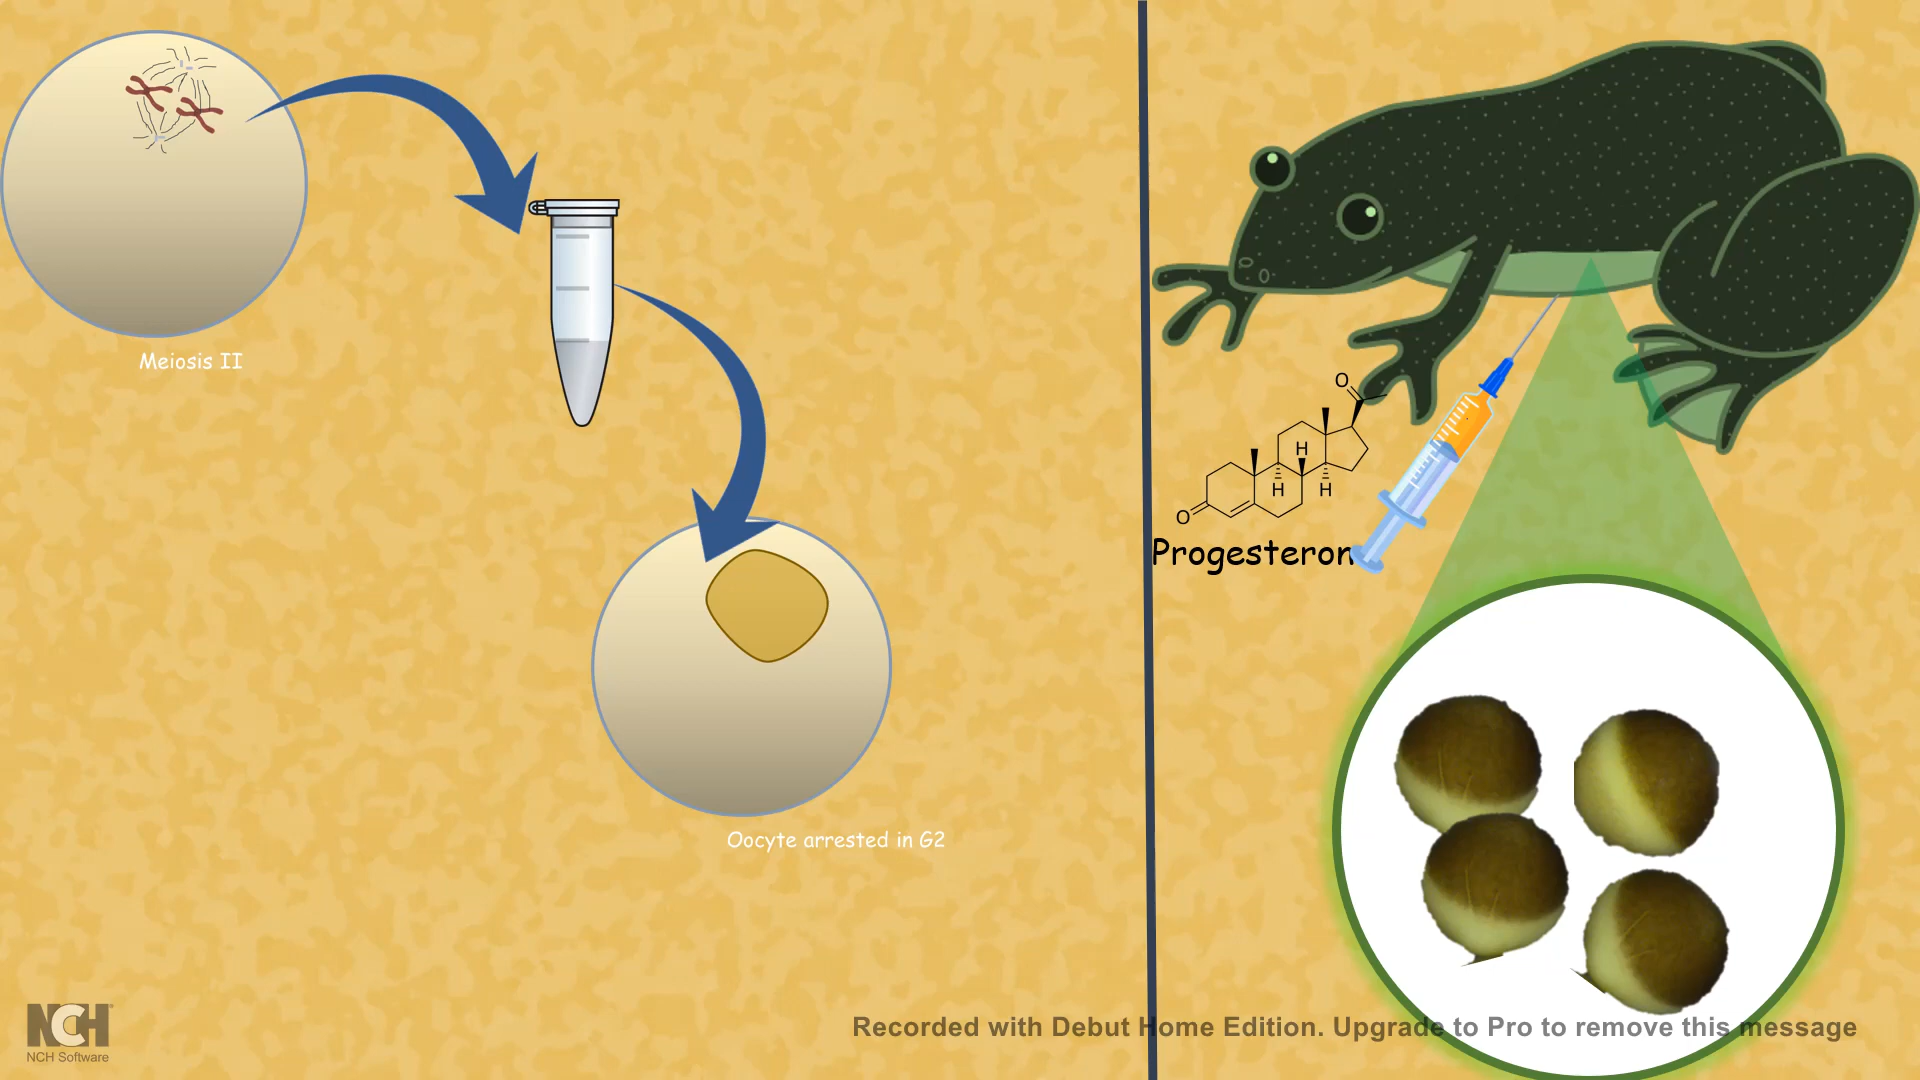 Meiosis II
Oocyte arrested in G2
O
H
H
H
O
Progesteron
NCH
NCH Software
Recorded with Debut Home Edition. Upgrade to Pro to remove this message